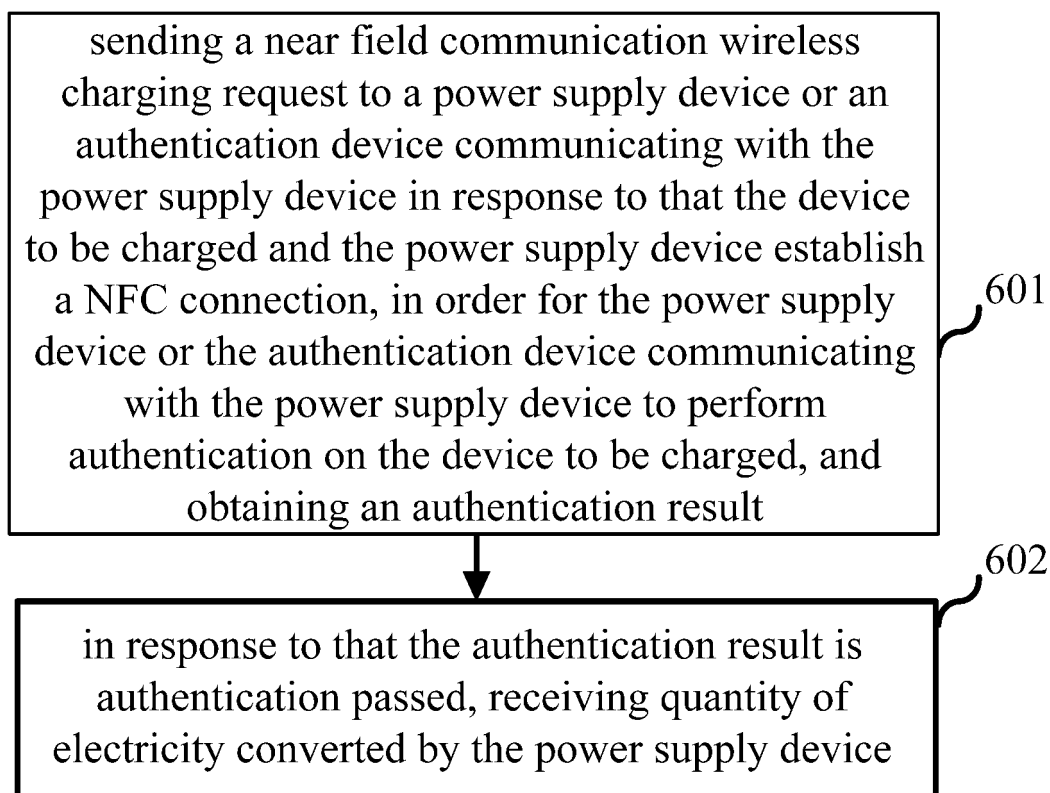 sending a near field communication wireless
charging request to a power supply device or an
authentication device communicating with the
power supply device in response to that the device
to be charged and the power supply device establish
a NFC connection, in order for the power supply
device or the authentication device communicating
with the power supply device to perform
authentication on the device to be charged, and
obtaining an authentication result
601
602
in response to that the authentication result is
authentication passed, receiving quantity of
electricity converted by the power supply device